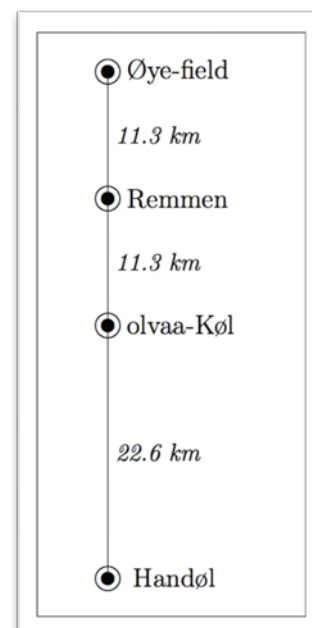 Øye-field
11.3 km
Remmen
11.3 km
olvaa-Køl
22.6 km
Handøl